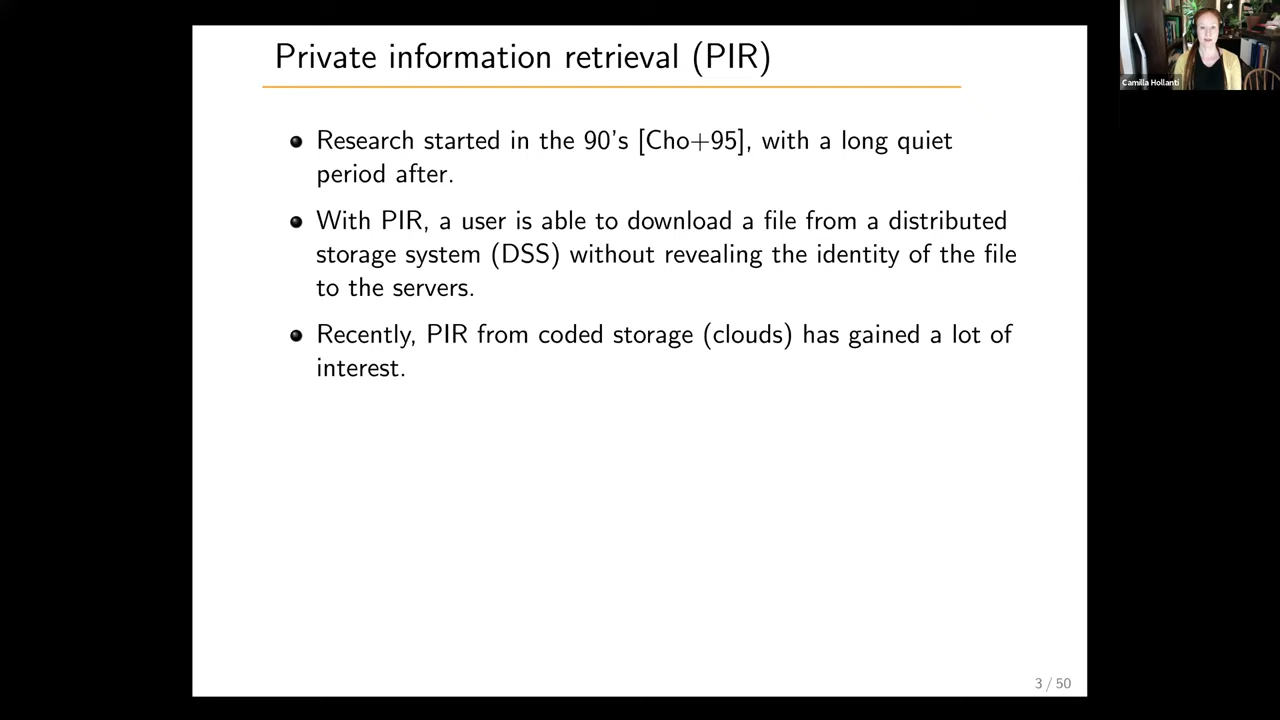 Private information retrieval (PIR)
Camilla Hollanti
Research started in the 90's [Cho+95], with a long quiet
period after.
With PIR, a user is able to download a file from a distributed
storage system (DSS) without revealing the identity of the file
to the servers.
Recently, PIR from coded storage (clouds) has gained a lot of
interest.
3 / 50